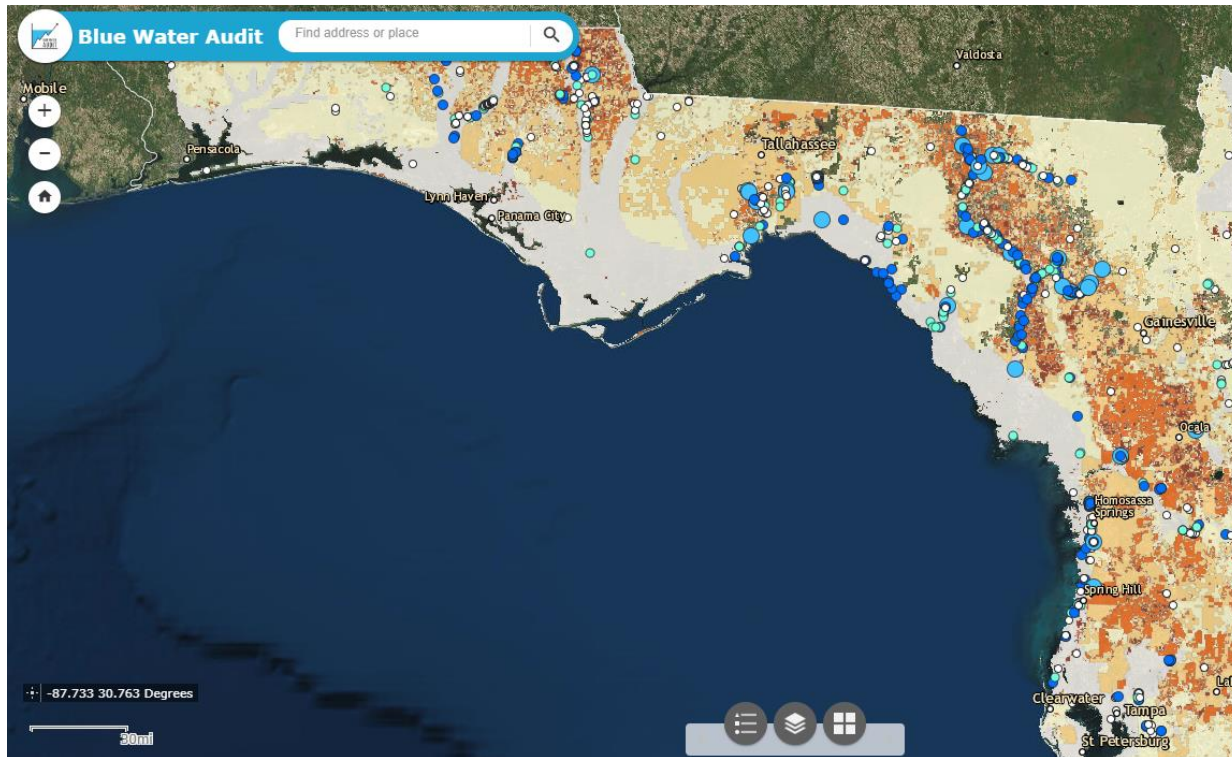 Blue Water Audit
Find address or place
Valdosta
Mobile
+
Pensacola
Tallahassee
−
Lynn Haven
Panama City
Gainesville
Ocala
Homosassa
Springs
Spring Hill
-87.733 30.763 Degrees
Clearwater
Tampa
30mi
St Petersburg